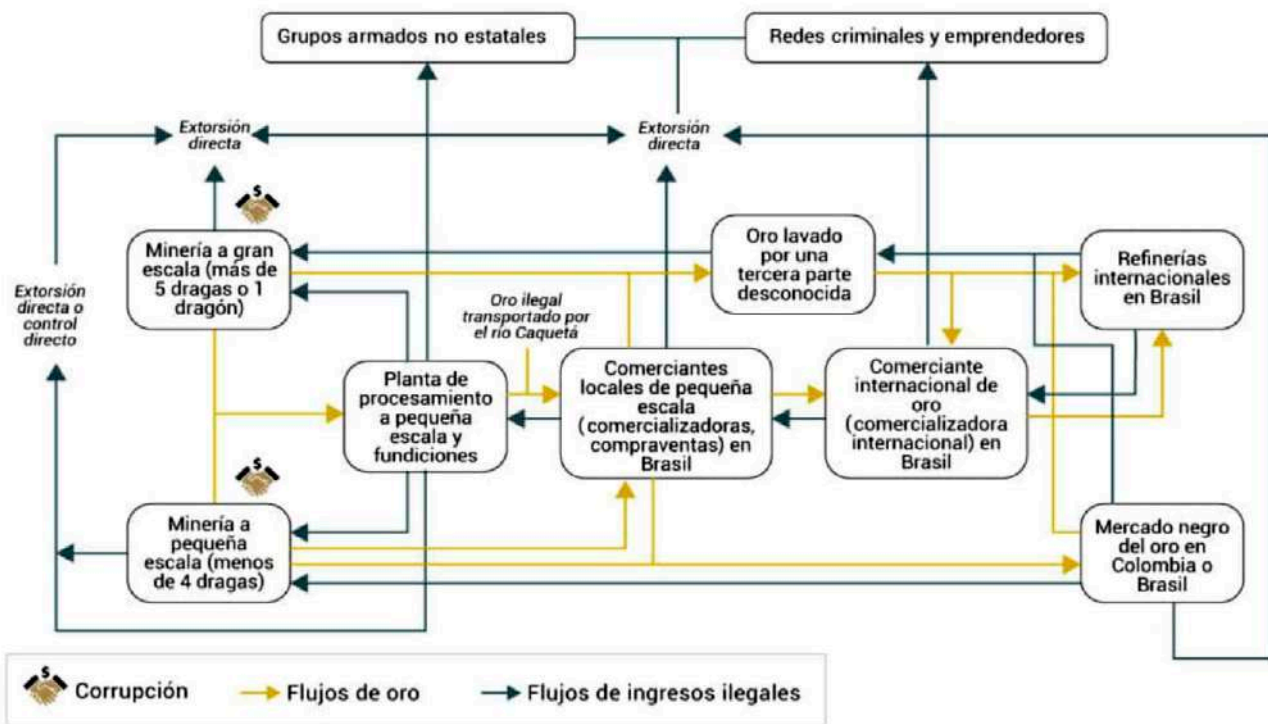 Grupos armados no estatales
Redes criminales y emprendedores
Extorsión
directa
Extorsión
directa
$
Minería a gran
escala (más de
5 dragas o 1
dragón)
Oro lavado
por una
tercera parte
desconocida
Refinerías
internacionales
en Brasil
Extorsión
directa o
control
directo
Oro ilegal
transportado por
el río Caquetá
Planta de
procesamiento
a pequeña
escala y
fundiciones
Comerciantes
locales de pequeña
escala
(comercializadoras,
compraventas) en
Brasil
Comerciante
internacional de
oro
(comercializadora
internacional) en
Brasil
$
Minería a
pequeña
escala (menos
de 4 dragas)
Mercado negro
del oro en
Colombia o
Brasil
$
Corrupción
Flujos de oro
Flujos de ingresos ilegales